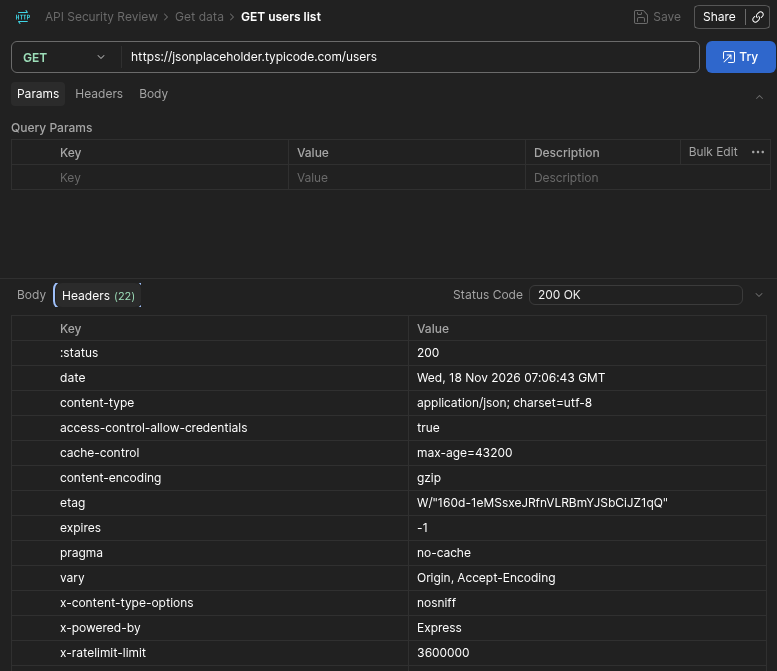 HTTP API Security Review > Get data > GET users list Save Share
GET https://jsonplaceholder.typicode.com/users Try
Params Headers Body
Query Params
Key Value Description Bulk Edit ...
Key Value Description
Body Headers (22) Status Code 200 OK
Key Value
:status 200
date Wed, 18 Nov 2026 07:06:43 GMT
content-type application/json; charset=utf-8
access-control-allow-credentials true
cache-control max-age=43200
content-encoding gzip
etag W/"160d-1eMSsxeJRfnVLRBmYJSbCiJZ1qQ"
expires -1
pragma no-cache
vary Origin, Accept-Encoding
x-content-type-options nosniff
x-powered-by Express
x-ratelimit-limit 3600000